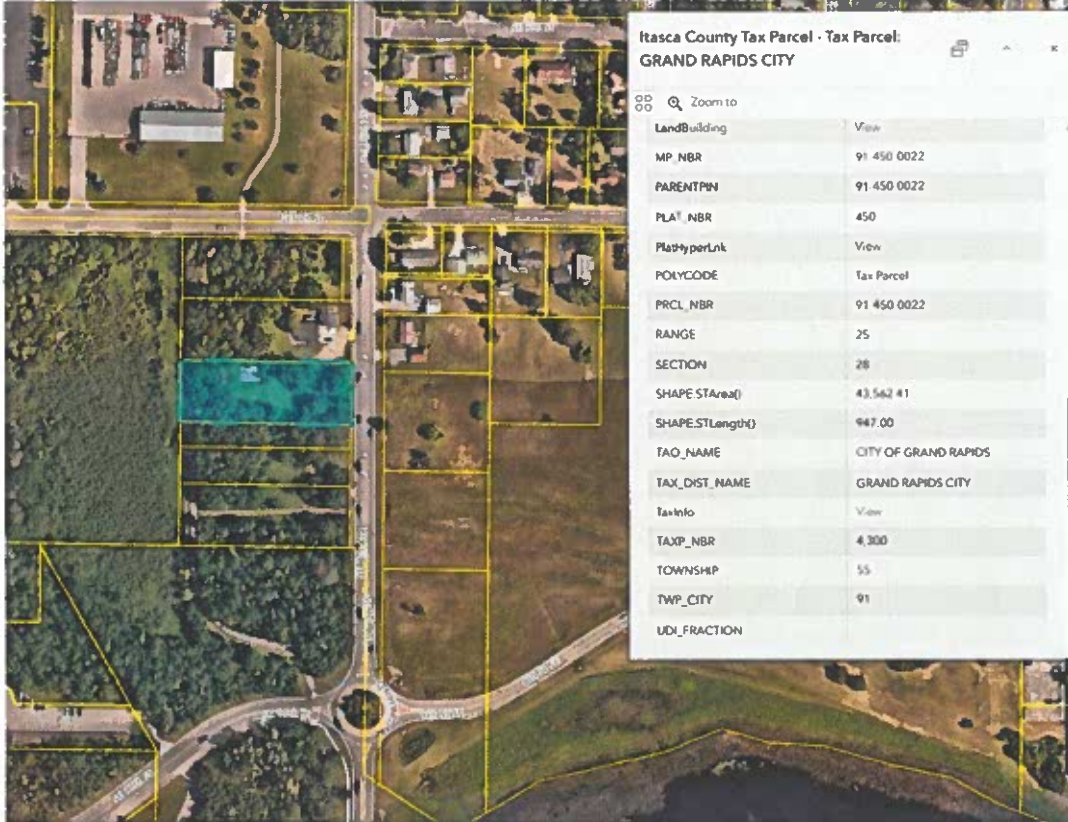 Itasca County Tax Parcel - Tax Parcel:
GRAND RAPIDS CITY
Zoom to
LandBuilding View
MP_NBR 91-450-0022
PARENTPIN 91-450-0022
PLAT_NBR 450
PlatHyperLnk View
POLYCODE Tax Parcel
PRCL_NBR 91-450-0022
RANGE 25
SECTION 28
SHAPE.STArea() 43,562.41
SHAPE.STLength() 947.00
TAO_NAME CITY OF GRAND RAPIDS
TAX_DIST_NAME GRAND RAPIDS CITY
TaxInfo View
TAXP_NBR 4,300
TOWNSHIP 55
TWP_CITY 91
UDI_FRACTION